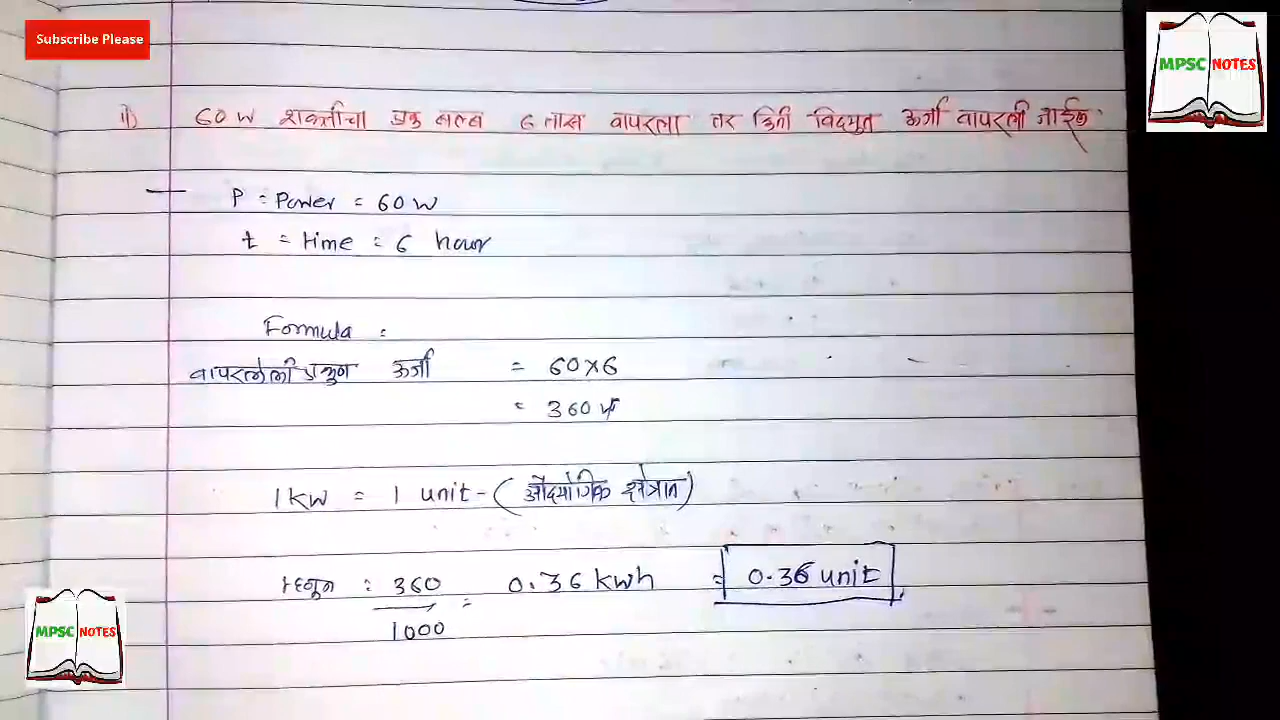 Subscribe Please
MPSC NOTES
ii) 60 W शक्तीचा एक बल्ब 6 तास वापरला तर किती विद्युत ऊर्जा वापरली जाईल
P = Power = 60 W
t = time = 6 hour
Formula =
वापरलेली एकुण ऊर्जा = 60×6
= 360 W
1 kW = 1 unit - (औद्योगिक क्षेत्रात)
म्हणून = 360 = 0.36 kwh = 0.36 unit
1000
MPSC NOTES